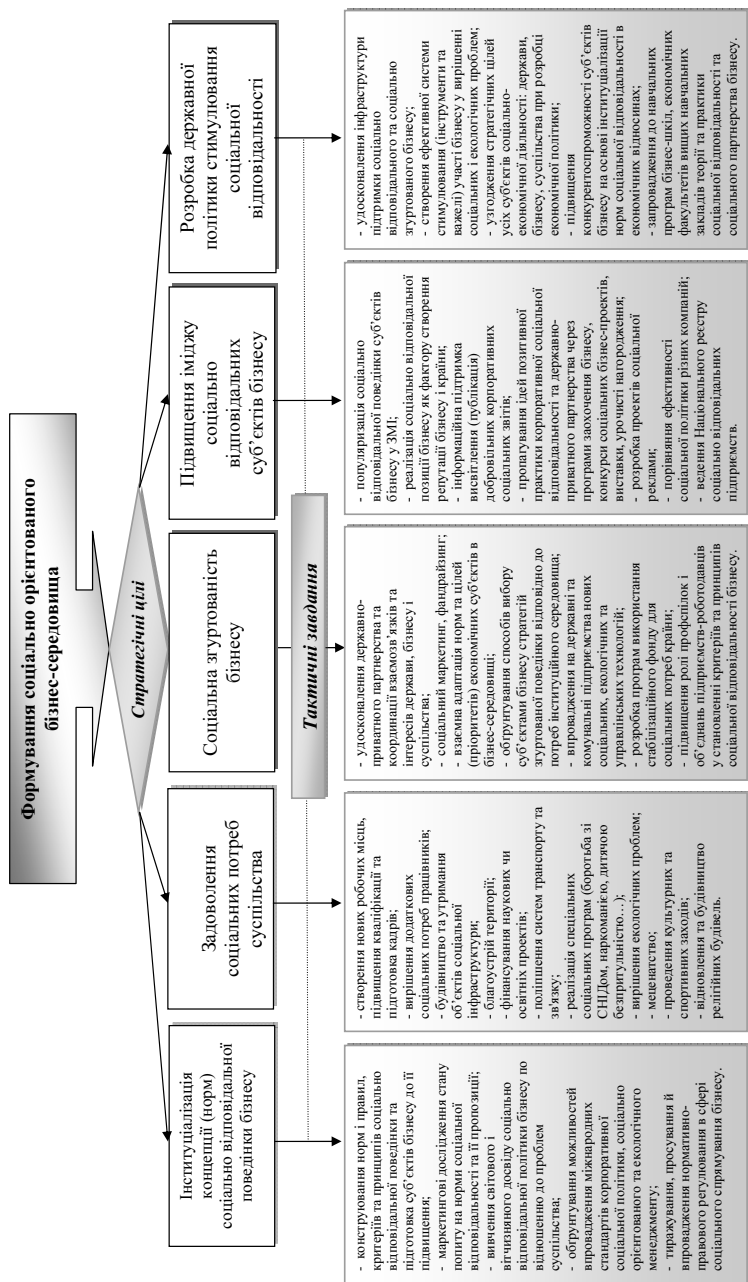 Формування соціально орієнтованого
бізнес-середовища
Стратегічні цілі
Інституціалізація
концепції (норм)
соціально відповідальної
поведінки бізнесу
Задоволення
соціальних потреб
суспільства
Соціальна згуртованість
бізнесу
Підвищення іміджу
соціально
відповідальних
суб’єктів бізнесу
Розробка державної
політики стимулювання
соціальної
відповідальності
Тактичні завдання
- конструювання норм і правил,
критеріїв та принципів соціально
відповідальної поведінки та
підготовка суб’єктів бізнесу до її
підвищення;
- маркетингові дослідження стану
попиту на норми соціальної
відповідальності та її пропозиції;
- вивчення світового і
вітчизняного досвіду соціально
відповідальної політики бізнесу по
відношенню до проблем
суспільства;
- обґрунтування можливостей
впровадження міжнародних
стандартів корпоративної
соціальної політики, соціально
орієнтованого та екологічного
менеджменту;
- тиражування, просування й
впровадження нормативно-
правового регулювання в сфері
соціального спрямування бізнесу.
- створення нових робочих місць,
підвищення кваліфікації та
підготовка кадрів;
- вирішення додаткових
соціальних потреб працівників;
- будівництво та утримання
об’єктів соціальної
інфраструктури;
- благоустрій території;
- фінансування наукових чи
освітніх проектів;
- поліпшення систем транспорту та
зв'язку;
- реалізація спеціальних
соціальних програм (боротьба зі
СНІДом, наркоманією, дитячою
безпритульністю…);
- вирішення екологічних проблем;
- меценатство;
- проведення культурних та
спортивних заходів;
- відновлення та будівництво
релігійних будівель.
- удосконалення державно-
приватного партнерства та
координації взаємозв’язків та
інтересів держави, бізнесу і
суспільства;
- соціальний маркетинг, фандрайзинг;
- взаємна адаптація норм та цілей
(пріоритетів) економічних суб’єктів в
бізнес-середовищі;
- обґрунтування способів вибору
суб’єктами бізнесу стратегій
згуртованої поведінки відповідно до
потреб інституційного середовища;
- впровадження на державні та
комунальні підприємства нових
соціальних, екологічних та
управлінських технологій;
- розробка програм використання
стабілізаційного фонду для
соціальних потреб країни;
- підвищення ролі профспілок і
об’єднань підприємств-роботодавців
у установленні критеріїв та принципів
соціальної відповідальності бізнесу.
- популяризація соціально
відповідальної поведінки суб’єктів
бізнесу у ЗМІ;
- реалізація соціально відповідальної
позиції бізнесу як фактору створення
репутації бізнесу і країни;
- інформаційна підтримка
висвітлення (публікація)
добровільних корпоративних
соціальних звітів;
- пропагування ідей позитивної
практики корпоративної соціальної
відповідальності та державно-
приватного партнерства через
програми заохочення бізнесу,
конкурси соціальних бізнес-проектів,
виставки, урочисті нагородження;
- розробка проектів соціальної
реклами;
- порівняння ефективності
соціальної політики різних компаній;
- ведення Національного реєстру
соціально відповідальних
підприємств.
- удосконалення інфраструктури
підтримки соціально
відповідального та соціально
згуртованого бізнесу;
- створення ефективної системи
стимулювання (інструменти та
важелі) участі бізнесу у вирішенні
соціальних і екологічних проблем;
- узгодження стратегічних цілей
усіх суб'єктів соціально-
економічної діяльності: держави,
бізнесу, суспільства при розробці
економічної політики;
- підвищення
конкурентоспроможності суб’єктів
бізнесу на основі інституціалізації
норм соціальної відповідальності в
економічних відносинах;
- запровадження до навчальних
програм бізнес-шкіл, економічних
факультетів вищих навчальних
закладів теорії та практики
соціальної відповідальності та
соціального партнерства бізнесу.